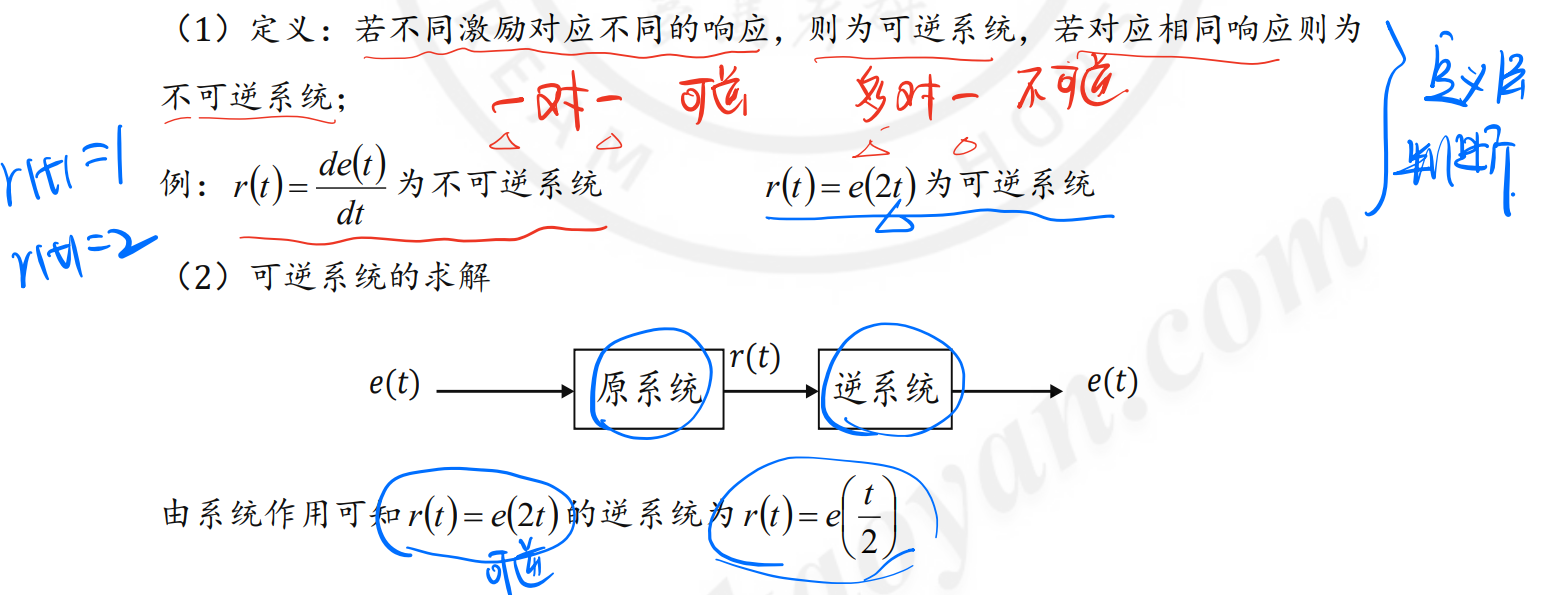 （1）定义：若不同激励对应不同的响应，则为可逆系统，若对应相同响应则为
不可逆系统；
一对一 可逆 多对一 不可逆
定义法
判断
r(t)=1
例：r(t)=de(t)/dt 为不可逆系统 r(t)=e(2t)为可逆系统
r(t)=2
（2）可逆系统的求解
e(t) 原系统 r(t) 逆系统 e(t)
由系统作用可知r(t)=e(2t)的逆系统为r(t)=e(t/2)
可逆
TEAM
HO
aoyan.com